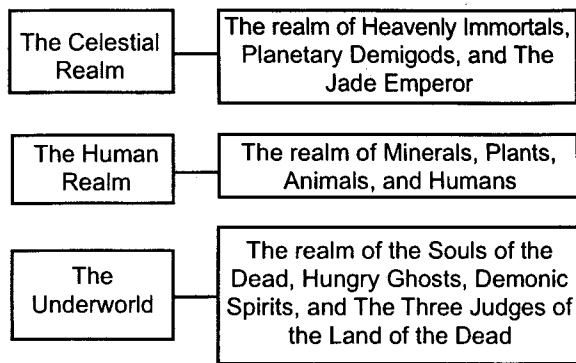 The Celestial
Realm
The realm of Heavenly Immortals,
Planetary Demigods, and The
Jade Emperor
The Human
Realm
The realm of Minerals, Plants,
Animals, and Humans
The
Underworld
The realm of the Souls of the
Dead, Hungry Ghosts, Demonic
Spirits, and The Three Judges of
the Land of the Dead